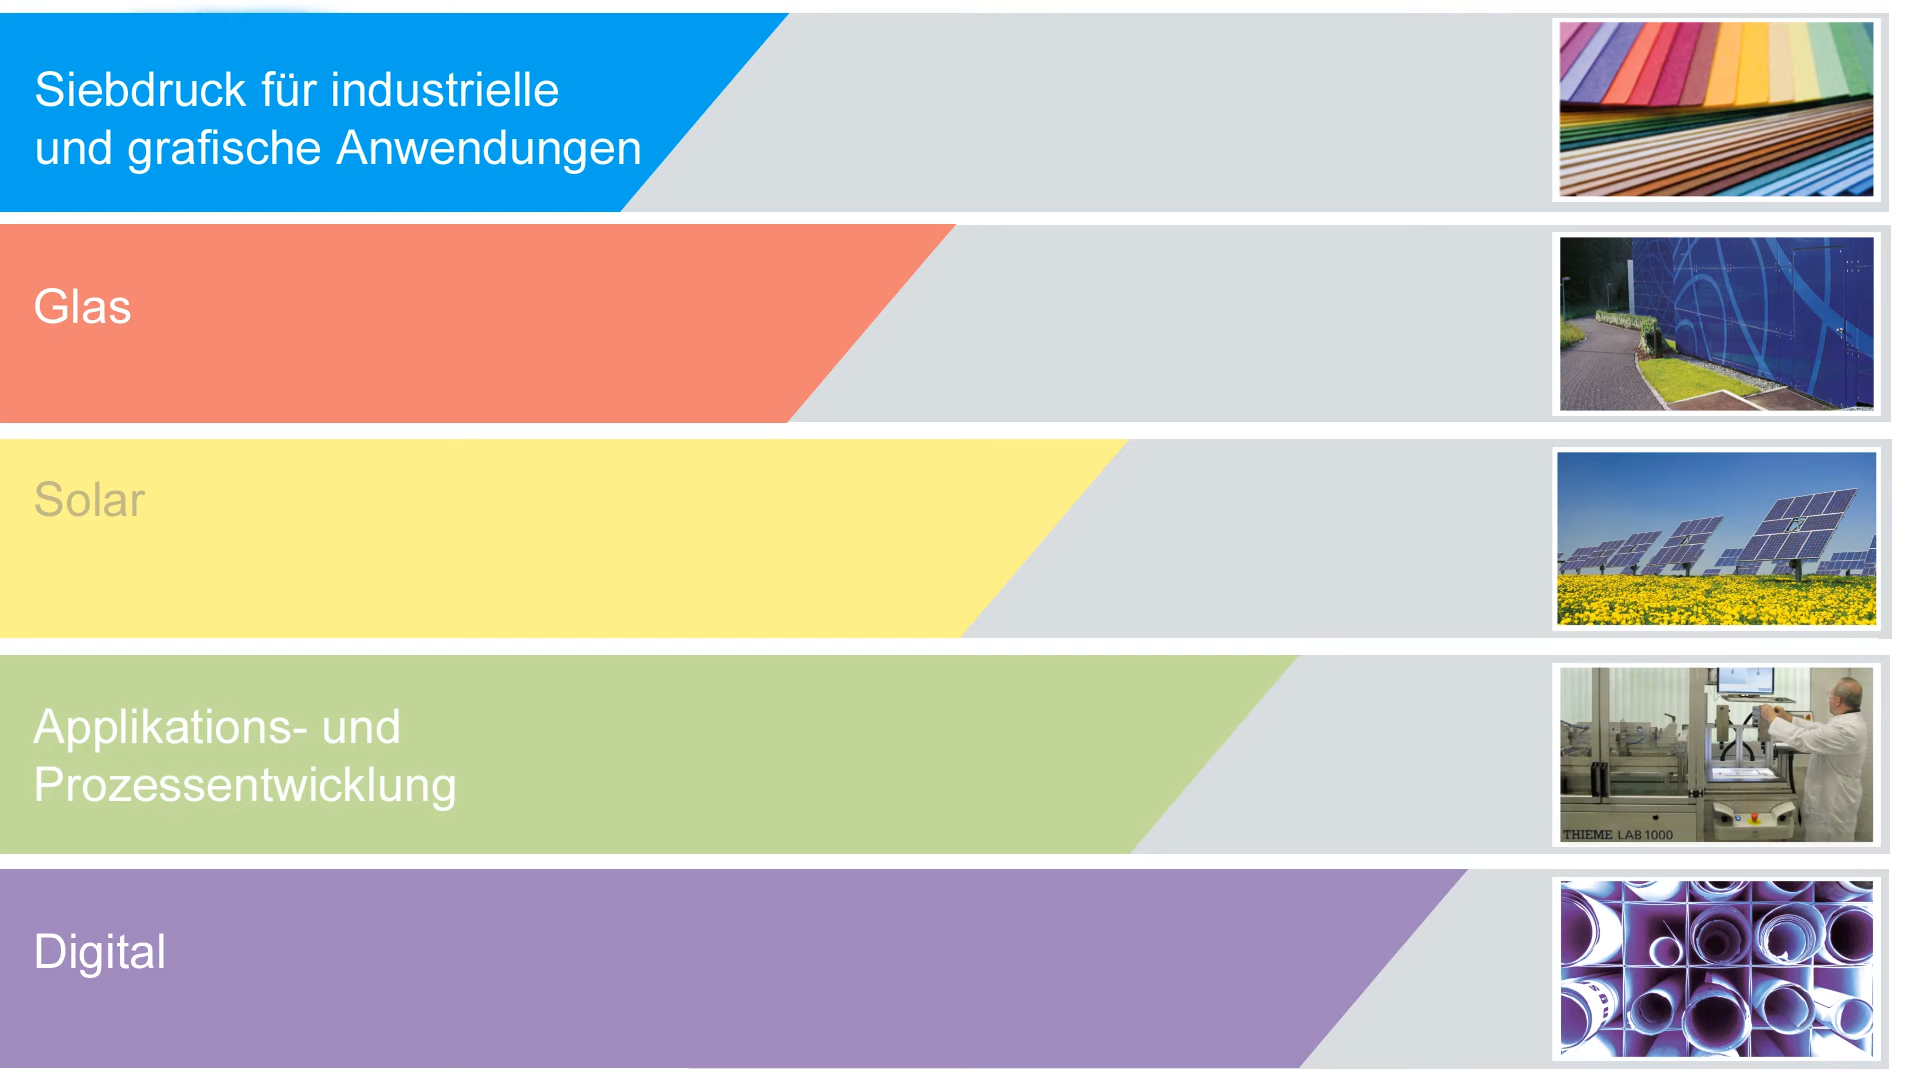 Siebdruck für industrielle
und grafische Anwendungen
Glas
Solar
Applikations- und
Prozessentwicklung
THIEME LAB 1000
Digital